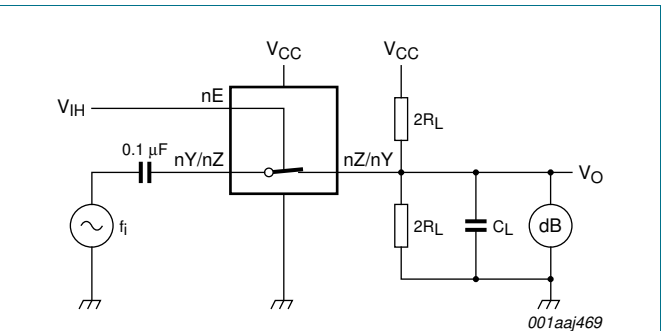 VCC VCC
nE
VIH
2RL
0.1 μF nY/nZ nZ/nY
VO
fi 2RL CL dB
001aaj469